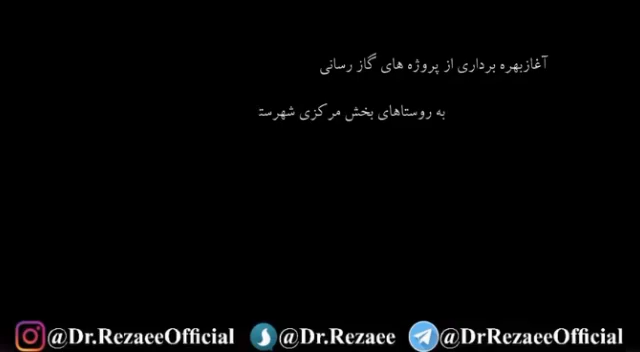 آغازبهره برداری از پروژه های گاز رسانی
به روستاهای بخش مرکزی شهرست
@Dr.RezaeeOfficial @Dr.Rezaee @DrRezaeeOfficial